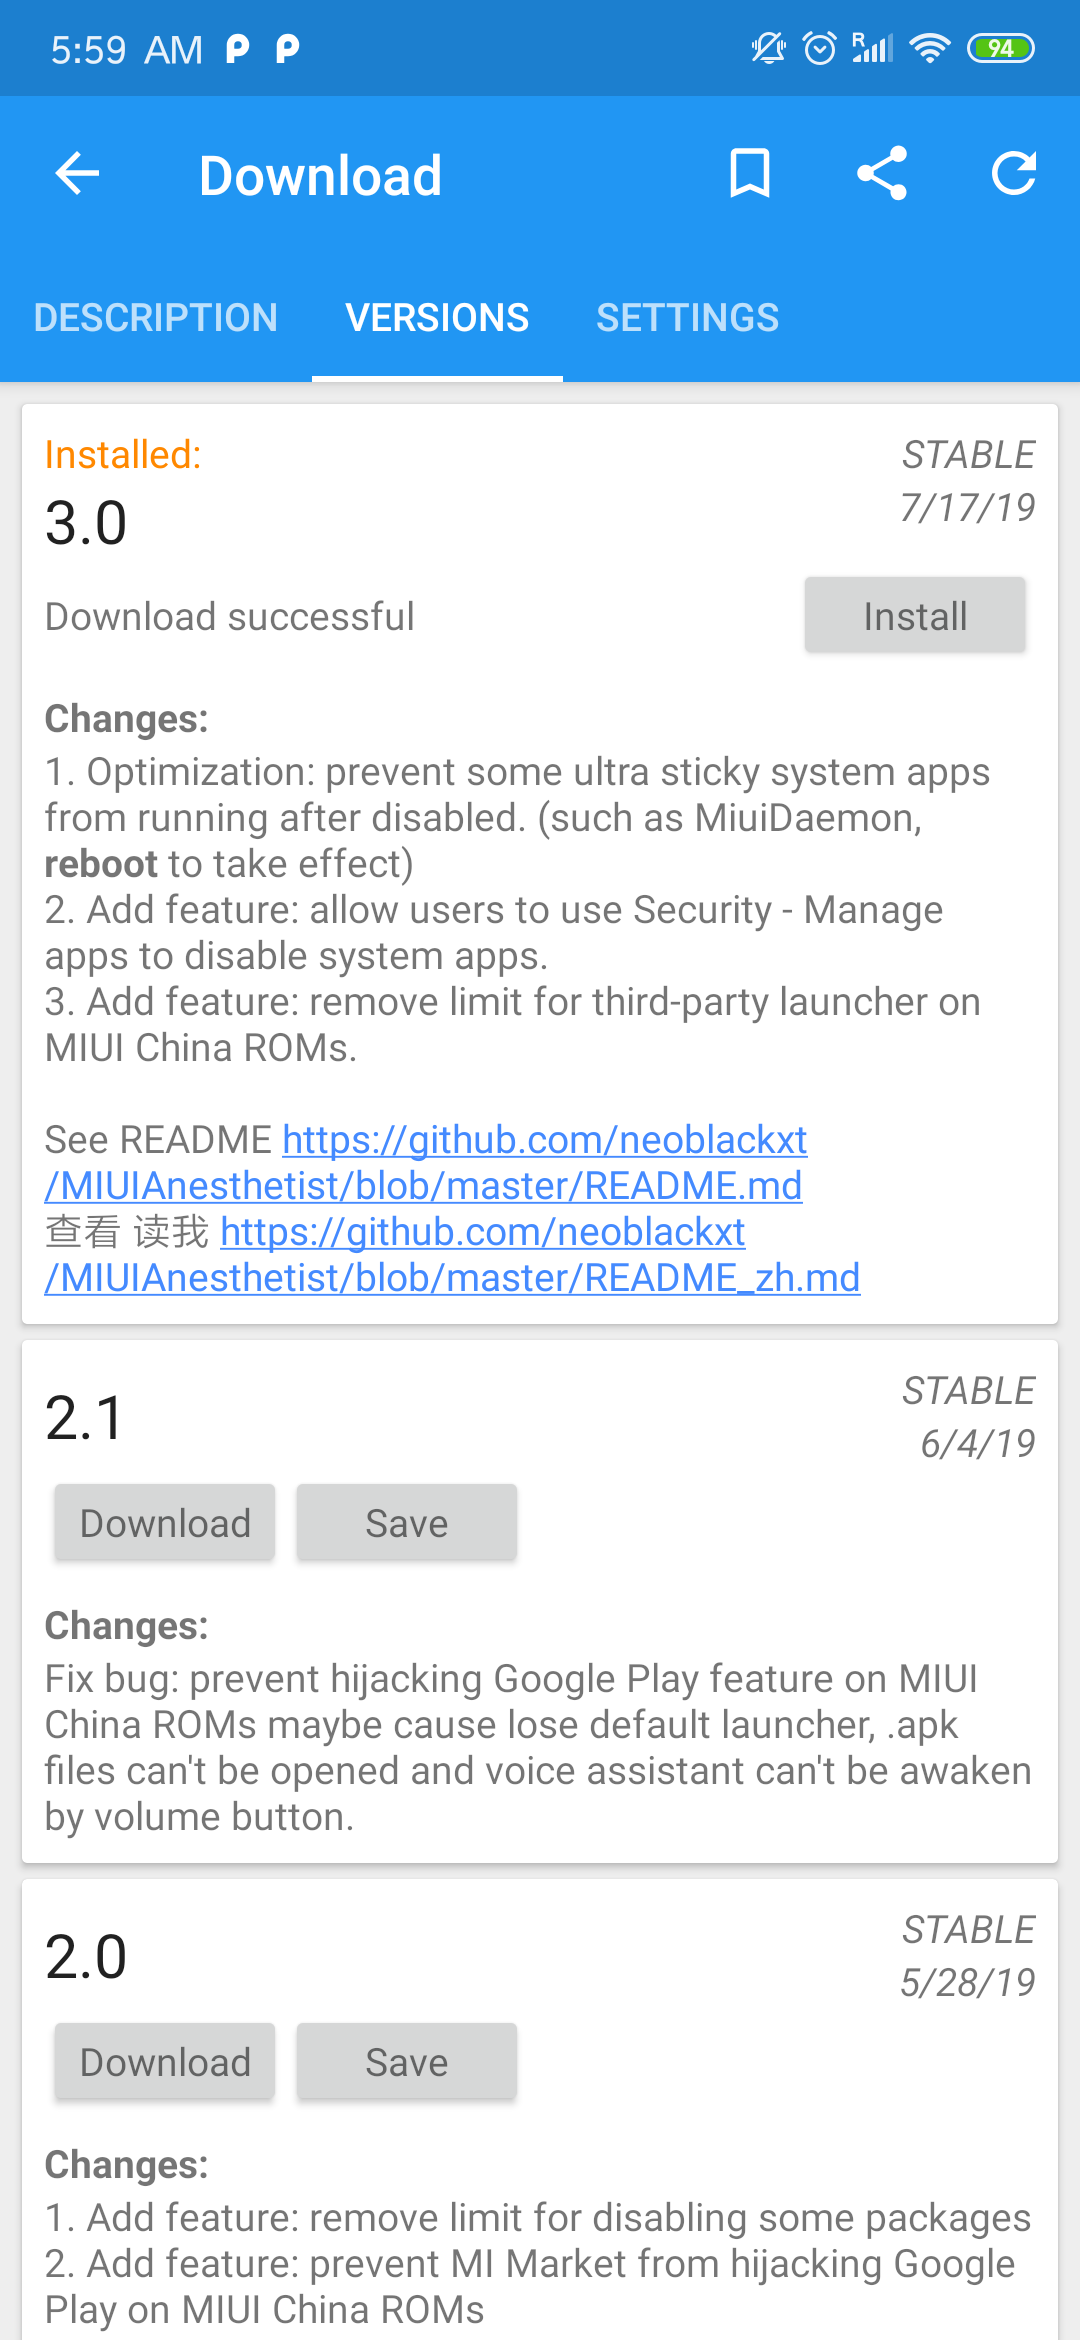 5:59 AM
R
94
Download
DESCRIPTION VERSIONS SETTINGS
Installed:
STABLE
3.0
7/17/19
Download successful
Install
Changes:
1. Optimization: prevent some ultra sticky system apps
from running after disabled. (such as MiuiDaemon,
reboot to take effect)
2. Add feature: allow users to use Security - Manage
apps to disable system apps.
3. Add feature: remove limit for third-party launcher on
MIUI China ROMs.
See README https://github.com/neoblackxt
/MIUIAnesthetist/blob/master/README.md
查看 读我 https://github.com/neoblackxt
/MIUIAnesthetist/blob/master/README_zh.md
STABLE
2.1
6/4/19
Download Save
Changes:
Fix bug: prevent hijacking Google Play feature on MIUI
China ROMs maybe cause lose default launcher, .apk
files can't be opened and voice assistant can't be awaken
by volume button.
STABLE
2.0
5/28/19
Download Save
Changes:
1. Add feature: remove limit for disabling some packages
2. Add feature: prevent MI Market from hijacking Google
Play on MIUI China ROMs